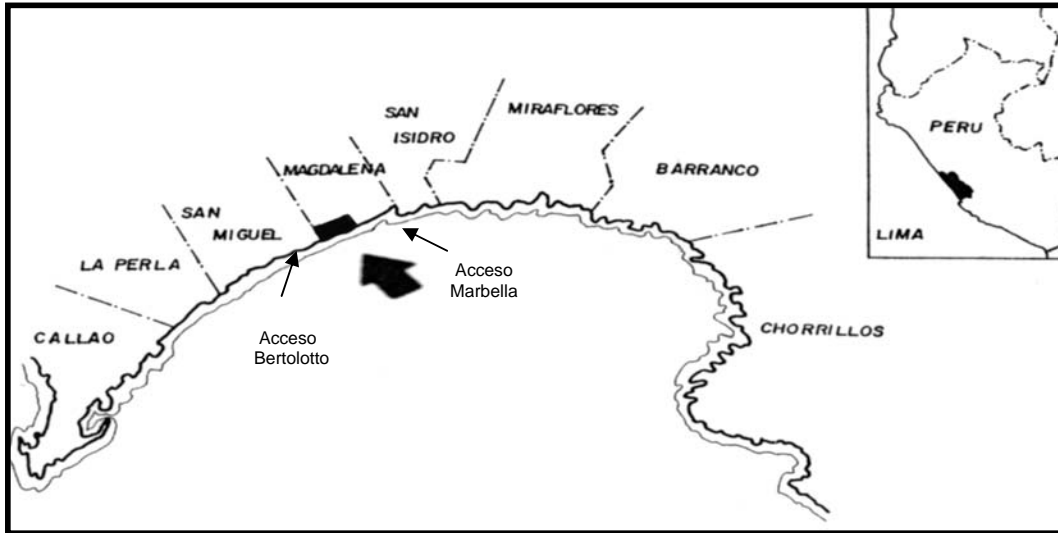 CALLAO
LA PERLA
SAN
MIGUEL
MAGDALENA
SAN
ISIDRO
MIRAFLORES
BARRANCO
CHORRILLOS
Acceso
Bertolotto
Acceso
Marbella
PERU
LIMA